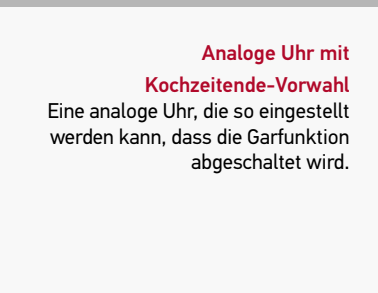 Analoge Uhr mit
Kochzeitende-Vorwahl
Eine analoge Uhr, die so eingestellt
werden kann, dass die Garfunktion
abgeschaltet wird.